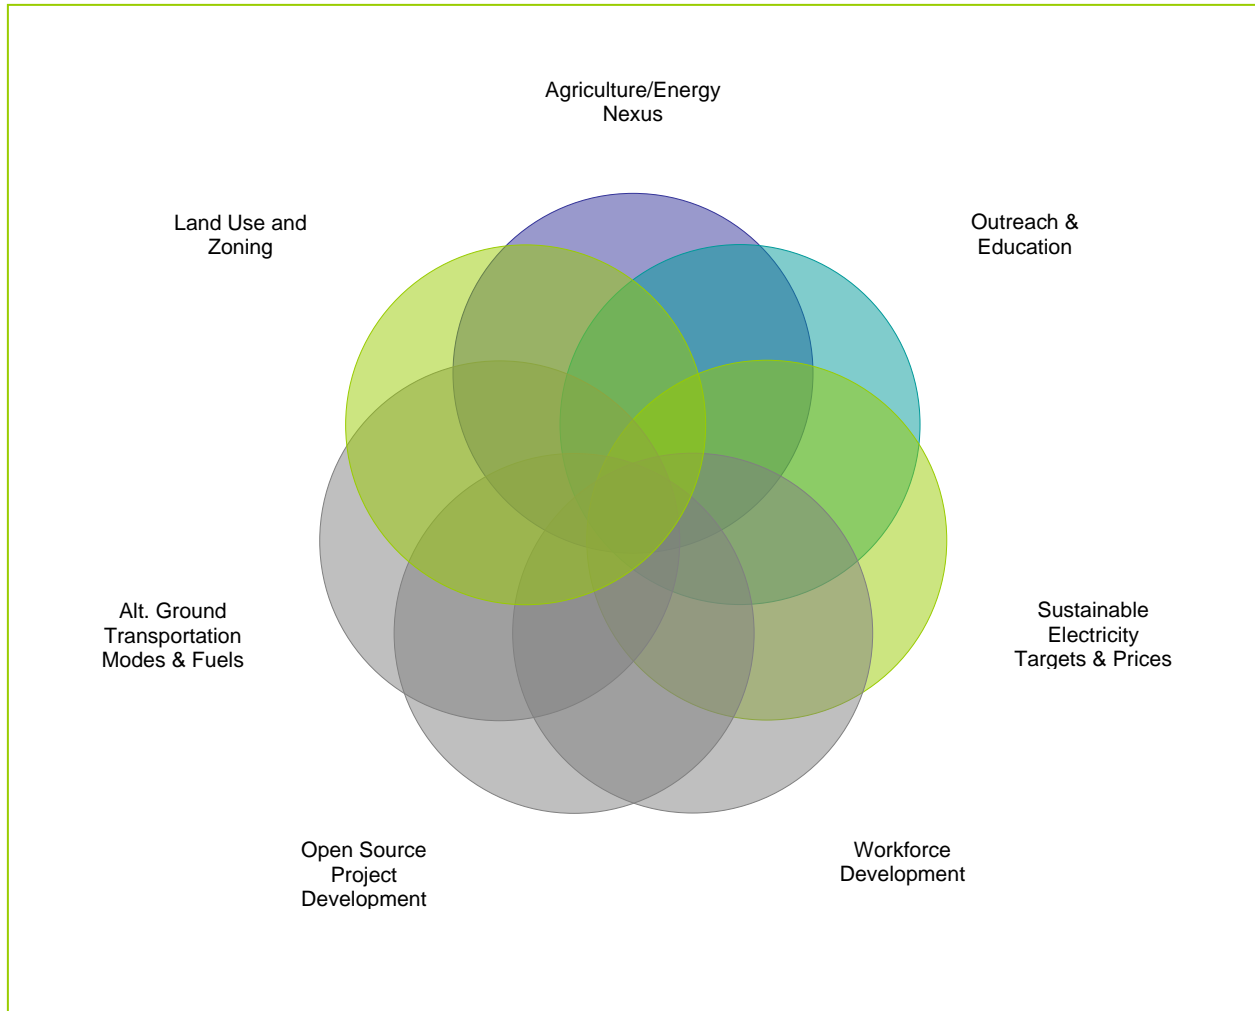 Agriculture/Energy
Nexus
Land Use and
Zoning
Outreach &
Education
Alt. Ground
Transportation
Modes & Fuels
Sustainable
Electricity
Targets & Prices
Open Source
Project
Development
Workforce
Development